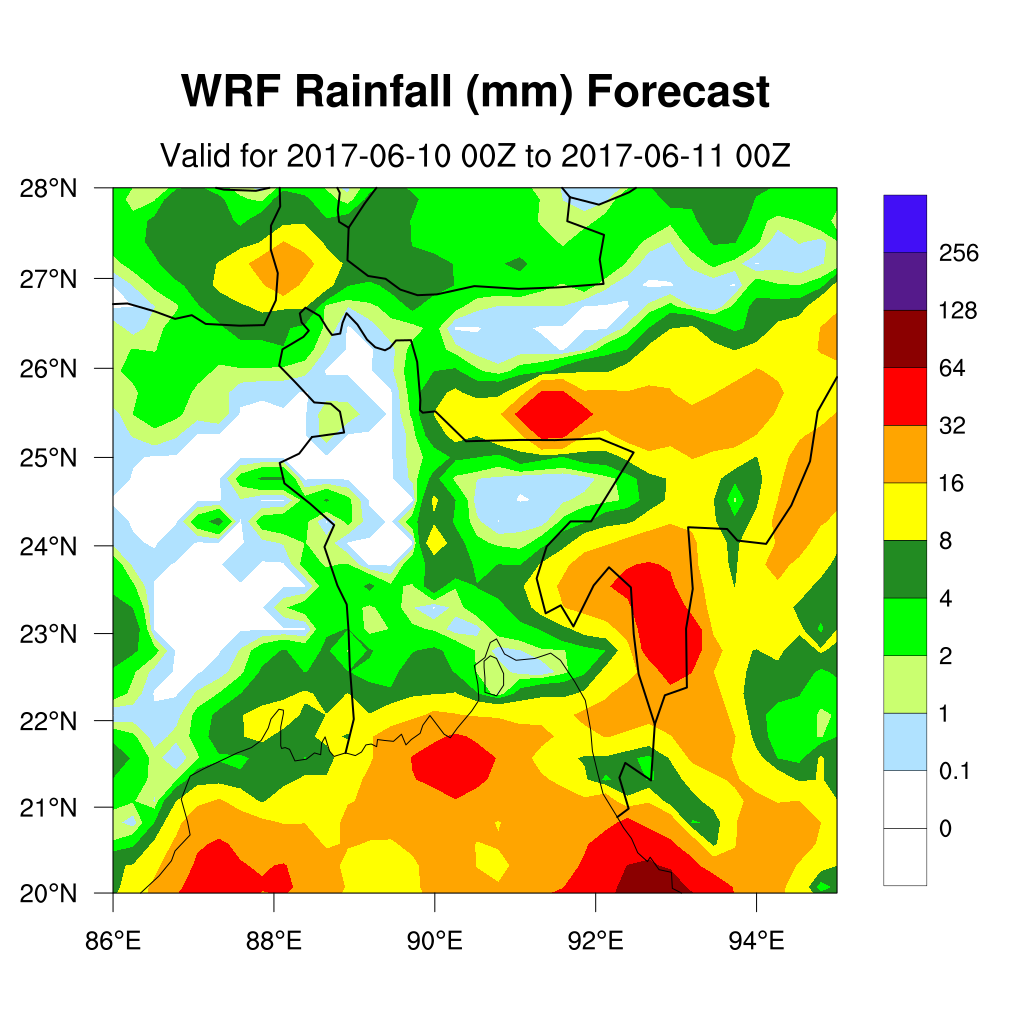 WRF Rainfall (mm) Forecast
Valid for 2017-06-10 00Z to 2017-06-11 00Z
28°N
27°N
26°N
25°N
24°N
23°N
22°N
21°N
20°N
86°E 88°E 90°E 92°E 94°E
256
128
64
32
16
8
4
2
1
0.1
0